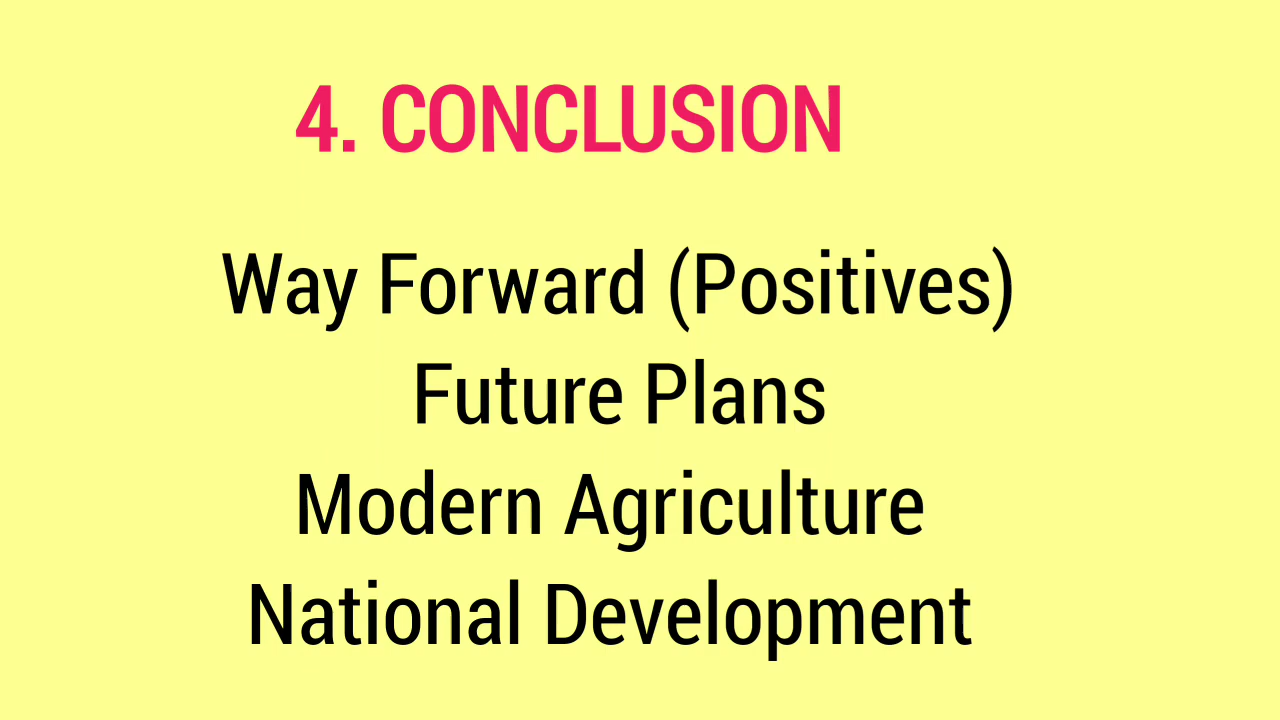 4. CONCLUSION
Way Forward (Positives)
Future Plans
Modern Agriculture
National Development